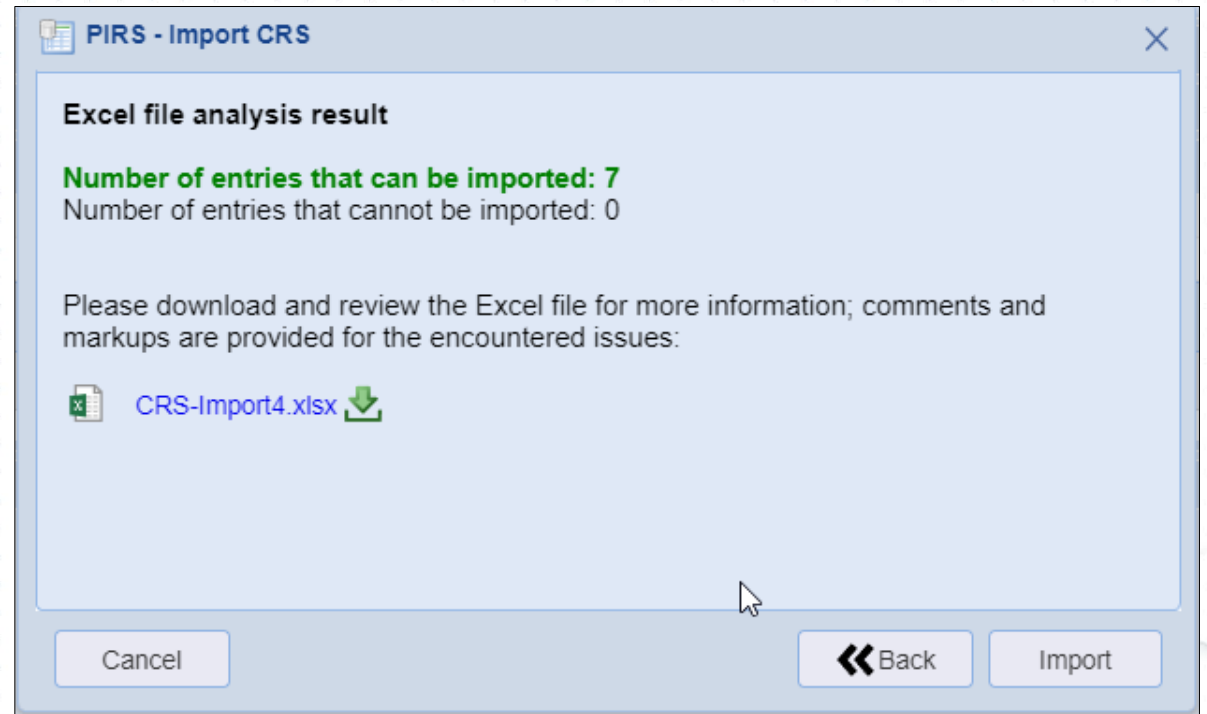 PIRS - Import CRS
Excel file analysis result
Number of entries that can be imported: 7
Number of entries that cannot be imported: 0
Please download and review the Excel file for more information; comments and
markups are provided for the encountered issues:
CRS-Import4.xlsx
Cancel
Back
Import